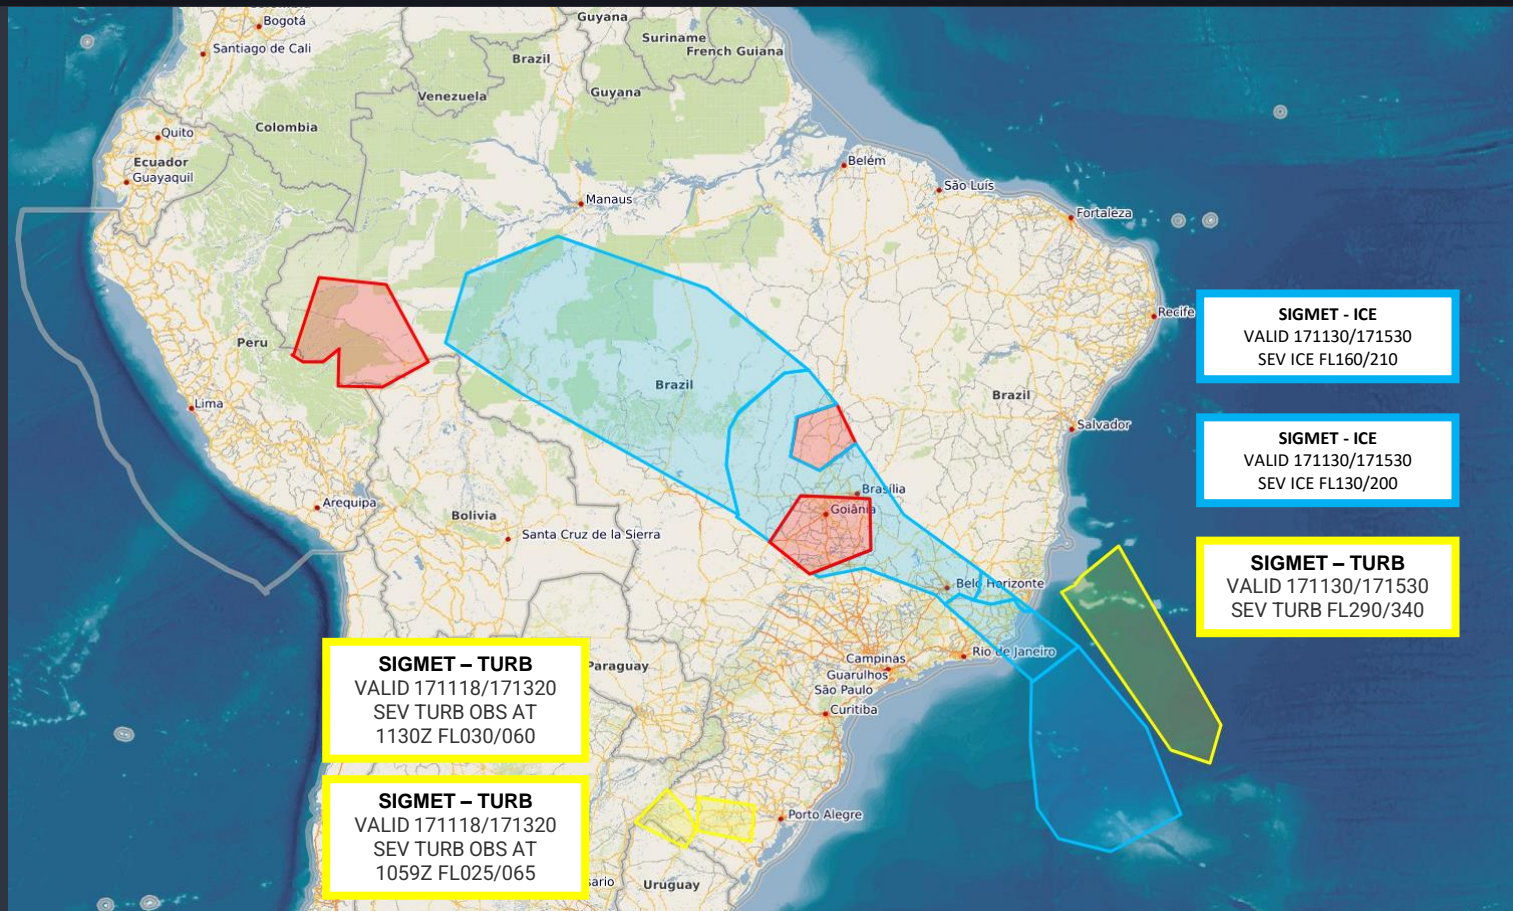 Bogotá
Guyana
Santiago de Cali
Suriname
French Guiana
Brazil
Venezuela
Guyana
Colombia
Quito
Ecuador
Guayaquil
Belém
São Luís
Manaus
Fortaleza
Recife
Peru
Brazil
Brazil
Lima
Salvador
Arequipa
Brasília
Goiânia
Bolivia
Santa Cruz de la Sierra
Belo Horizonte
Paraguay
Campinas
Rio de Janeiro
Guarulhos
São Paulo
Curitiba
Porto Alegre
sario
Uruguay
SIGMET - ICE
VALID 171130/171530
SEV ICE FL160/210
SIGMET - ICE
VALID 171130/171530
SEV ICE FL130/200
SIGMET – TURB
VALID 171130/171530
SEV TURB FL290/340
SIGMET – TURB
VALID 171118/171320
SEV TURB OBS AT
1130Z FL030/060
SIGMET – TURB
VALID 171118/171320
SEV TURB OBS AT
1059Z FL025/065